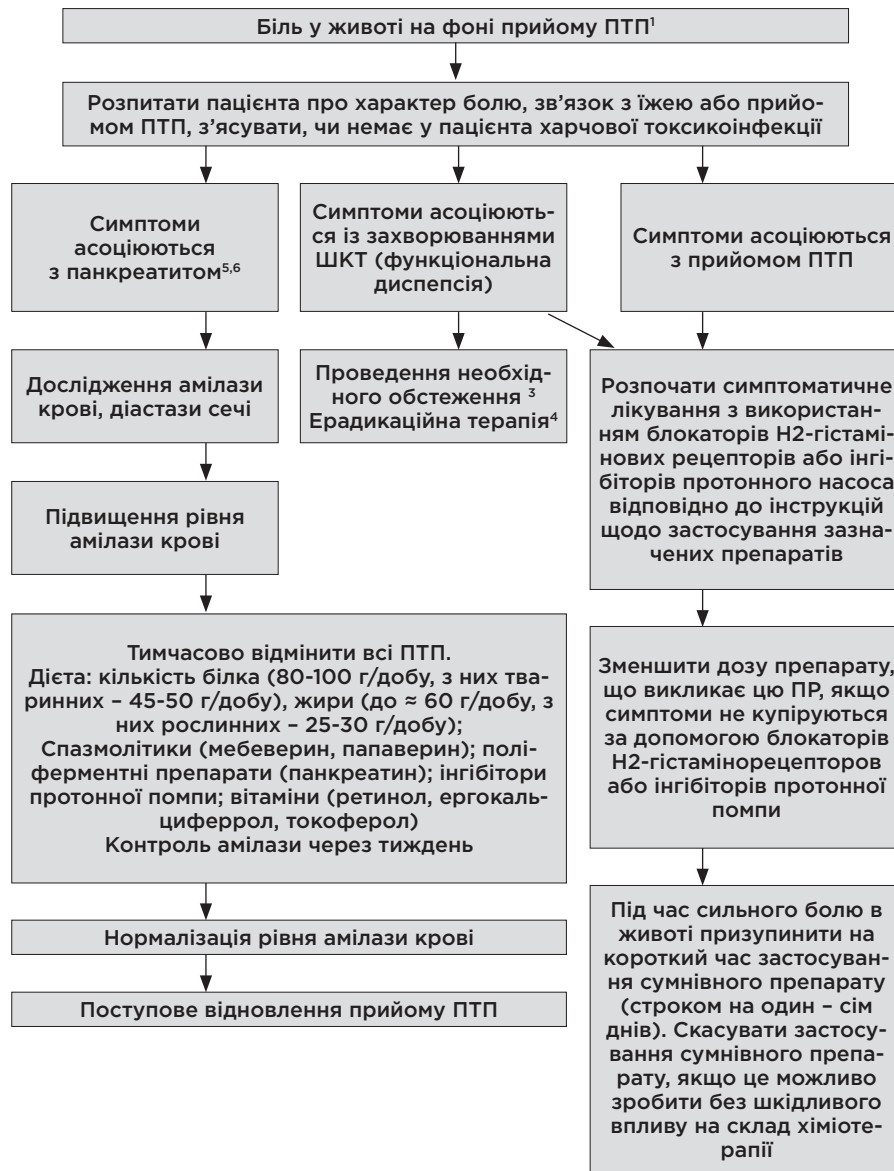 Біль у животі на фоні прийому ПТП¹
Розпитати пацієнта про характер болю, зв’язок з їжею або прийо-
мом ПТП, з’ясувати, чи немає у пацієнта харчової токсикоінфекції
Симптоми
асоціюються
з панкреатитом⁵,⁶
Симптоми асоціюють-
ся із захворюваннями
ШКТ (функціональна
диспепсія)
Симптоми асоціюються
з прийомом ПТП
Дослідження амілази
крові, діастази сечі
Проведення необхід-
ного обстеження ³
Ерадикаційна терапія⁴
Розпочати симптоматичне
лікування з використан-
ням блокаторів Н2-гістамі-
нових рецепторів або інгі-
біторів протонного насоса
відповідно до інструкцій
щодо застосування зазна-
чених препаратів
Підвищення рівня
амілази крові
Тимчасово відмінити всі ПТП.
Дієта: кількість білка (80-100 г/добу, з них тва-
ринних – 45-50 г/добу), жири (до ≈ 60 г/добу, з
них рослинних – 25-30 г/добу);
Спазмолітики (мебеверин, папаверин); полі-
ферментні препарати (панкреатин); інгібітори
протонної помпи; вітаміни (ретинол, ергокаль-
циферрол, токоферол)
Контроль амілази через тиждень
Зменшити дозу препарату,
що викликає цю ПР, якщо
симптоми не купіруються
за допомогою блокаторів
Н2-гістамінорецепторов
або інгібіторів протонної
помпи
Нормалізація рівня амілази крові
Поступове відновлення прийому ПТП
Під час сильного болю в
животі призупинити на
короткий час застосуван-
ня сумнівного препарату
(строком на один – сім
днів). Скасувати застосу-
вання сумнівного препа-
рату, якщо це можливо
зробити без шкідливого
впливу на склад хіміоте-
рапії